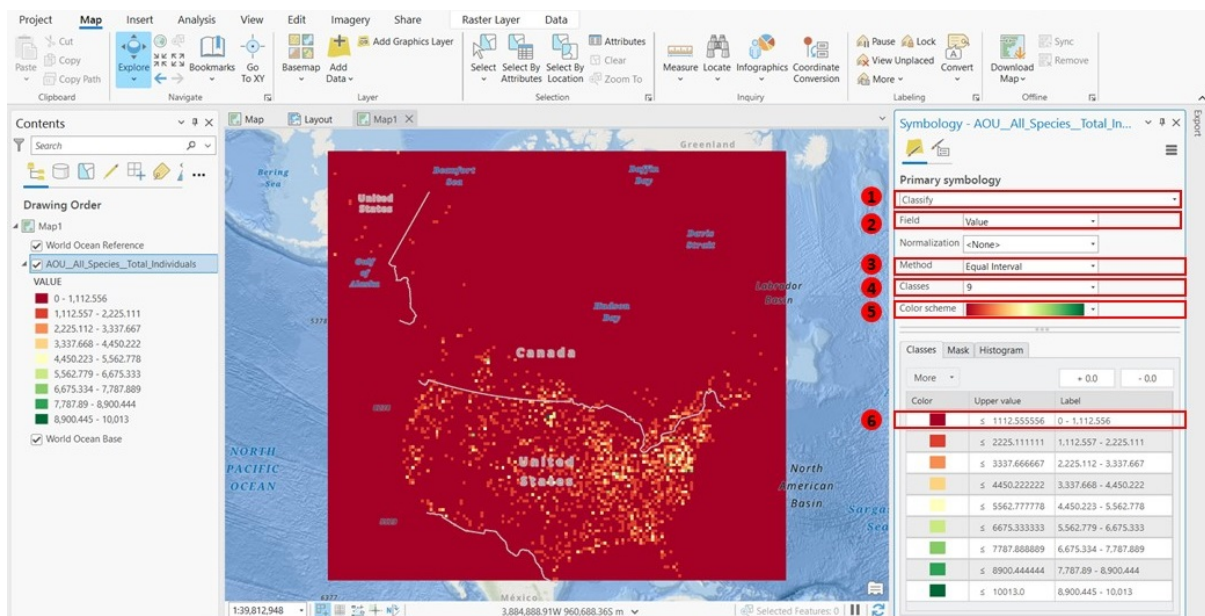 Project Map Insert Analysis View Edit Imagery Share Raster Layer Data
Paste
Cut
Copy
Copy Path
Clipboard
Explore
Bookmarks
Go
To XY
Navigate
Basemap
Add
Data
Add Graphics Layer
Layer
Select
Select By
Attributes
Select By
Location
Attributes
Clear
Zoom To
Selection
Measure
Locate
Infographics
Coordinate
Conversion
Inquiry
Pause
Lock
View Unplaced
More
Convert
Labeling
Download
Map
Sync
Remove
Offline
Contents
Search
Drawing Order
Map1
World Ocean Reference
AOU__All_Species__Total_Individuals
VALUE
0 - 1,112.556
1,112.557 - 2,225.111
2,225.112 - 3,337.667
3,337.668 - 4,450.222
4,450.223 - 5,562.778
5,562.779 - 6,675.333
6,675.334 - 7,787.889
7,787.89 - 8,900.444
8,900.445 - 10,013
World Ocean Base
Map Layout Map1
Greenland
Bering
Sea
Beaufort
Sea
Baffin
Bay
United
States
Davis
Strait
Gulf
of
Alaska
Labrador
Basin
Hudson
Bay
5378
Canada
NORTH
PACIFIC
OCEAN
United
States
North
American
Basin
Sarga
Sea
México
6377
1:39,812,948
3,884,888.91W 960,688.36S m
Selected Features: 0
Symbology - AOU__All_Species__Total_In...
Export
Primary symbology
1 Classify
2 Field Value
Normalization <None>
3 Method Equal Interval
4 Classes 9
5 Color scheme
Classes Mask Histogram
More + 0.0 - 0.0
Color Upper value Label
6 ≤ 1112.555556 0 - 1,112.556
≤ 2225.111111 1,112.557 - 2,225.111
≤ 3337.666667 2,225.112 - 3,337.667
≤ 4450.222222 3,337.668 - 4,450.222
≤ 5562.777778 4,450.223 - 5,562.778
≤ 6675.333333 5,562.779 - 6,675.333
≤ 7787.888889 6,675.334 - 7,787.889
≤ 8900.444444 7,787.89 - 8,900.444
≤ 10013.0 8,900.445 - 10,013